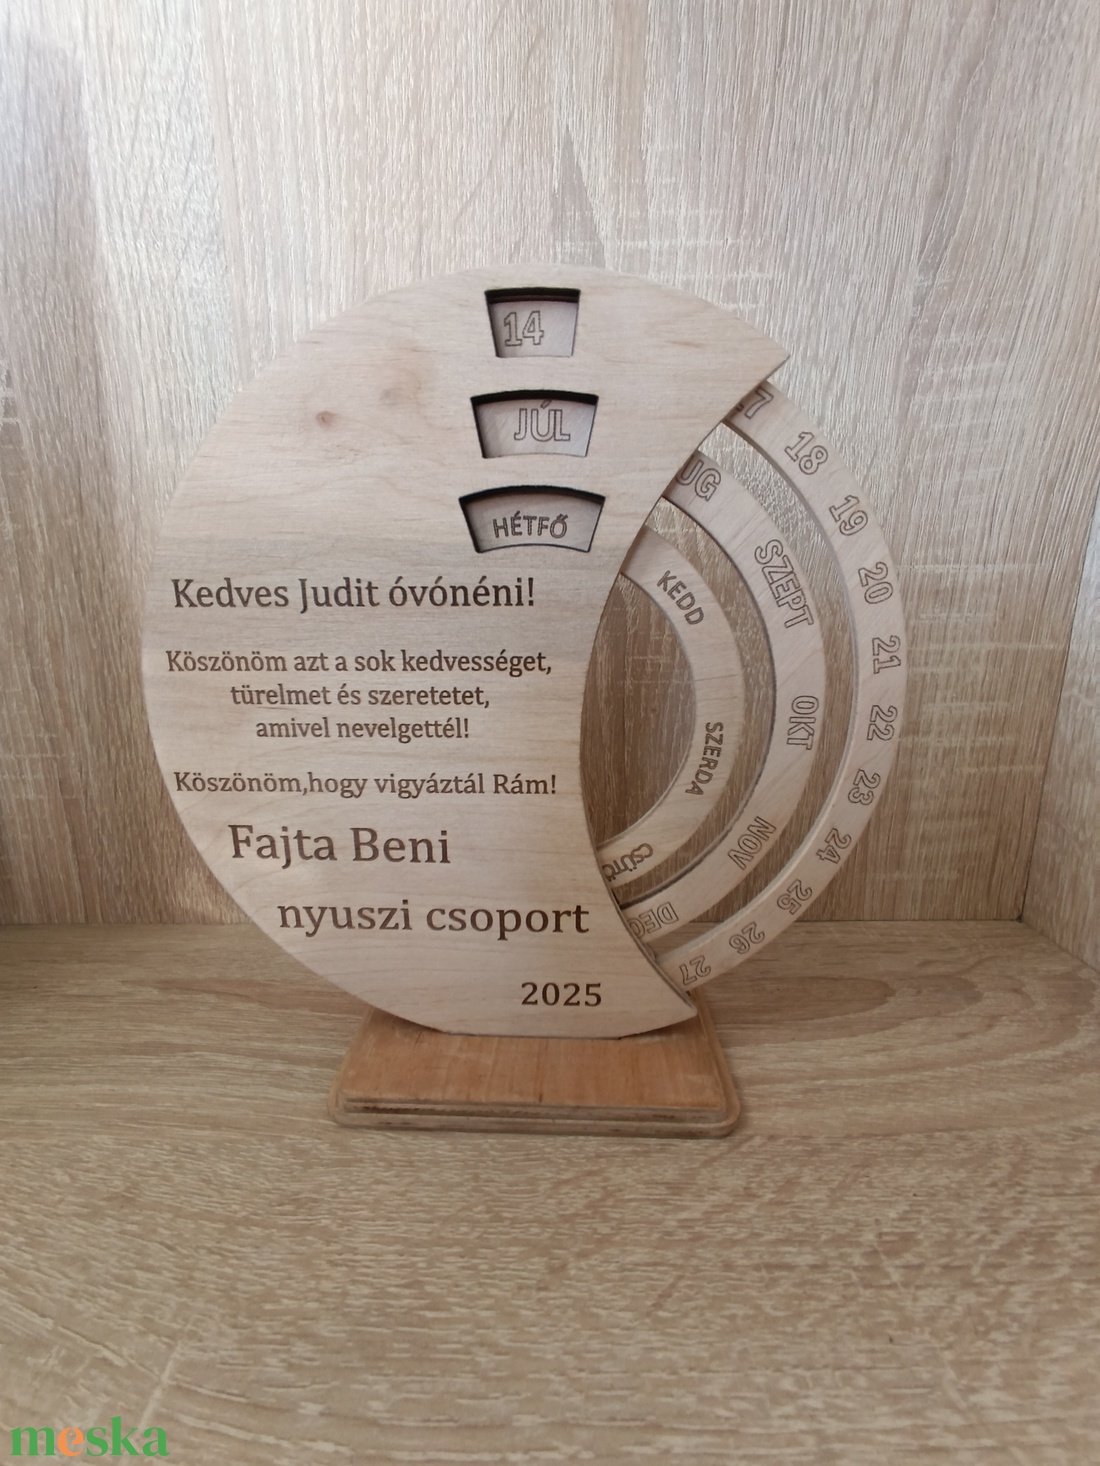 14
JÚL
HÉTFŐ
Kedves Judit óvónéni!
Köszönöm azt a sok kedvességet,
türelmet és szeretetet,
amivel nevelgettél!
Köszönöm,hogy vigyáztál Rám!
Fajta Beni
nyuszi csoport
2025
18
19
20
21
22
23
24
25
26
27
SZEPT
OKT
NOV
DEC
KEDD
SZERDA
meska